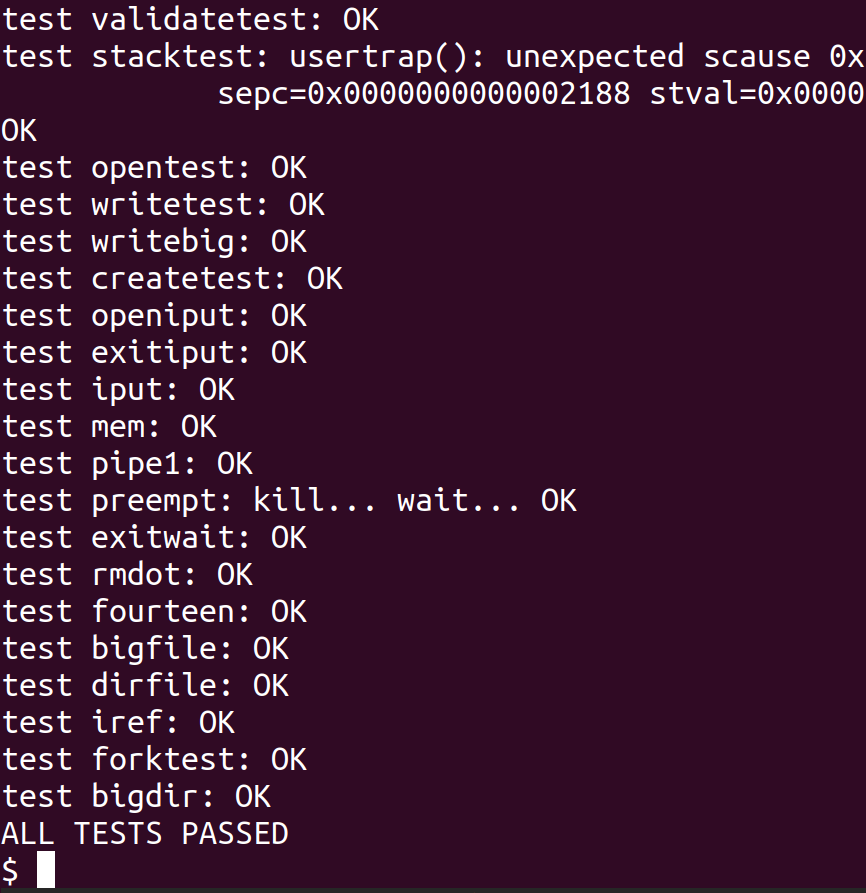 test validatetest: OK
test stacktest: usertrap(): unexpected scause 0x
sepc=0x0000000000002188 stval=0x0000
OK
test opentest: OK
test writetest: OK
test writebig: OK
test createtest: OK
test openiput: OK
test exitiput: OK
test iput: OK
test mem: OK
test pipe1: OK
test preempt: kill... wait... OK
test exitwait: OK
test rmdot: OK
test fourteen: OK
test bigfile: OK
test dirfile: OK
test iref: OK
test forktest: OK
test bigdir: OK
ALL TESTS PASSED
$